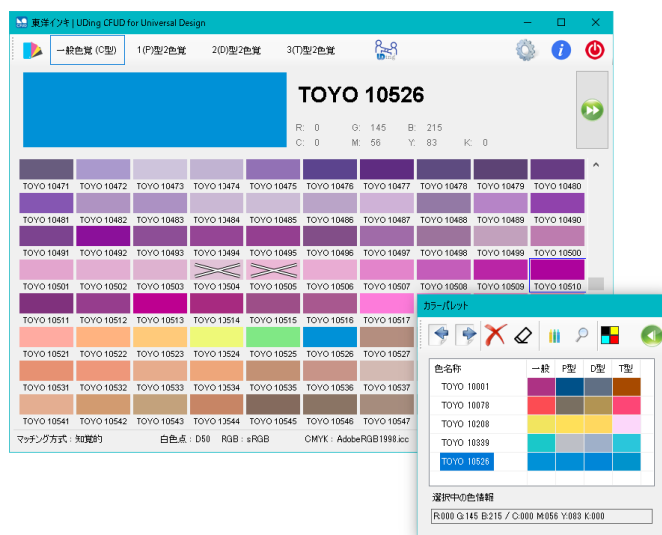 東洋インキ | UDing CFUD for Universal Design
一般色覚 (C型) 1(P)型2色覚 2(D)型2色覚 3(T)型2色覚
TOYO 10526
R: 0 G: 145 B: 215
C: 0 M: 56 Y: 83 K: 0
TOYO 10471 TOYO 10472 TOYO 10473 TOYO 10474 TOYO 10475 TOYO 10476 TOYO 10477 TOYO 10478 TOYO 10479 TOYO 10480
TOYO 10481 TOYO 10482 TOYO 10483 TOYO 10484 TOYO 10485 TOYO 10486 TOYO 10487 TOYO 10488 TOYO 10489 TOYO 10490
TOYO 10491 TOYO 10492 TOYO 10493 TOYO 10494 TOYO 10495 TOYO 10496 TOYO 10497 TOYO 10498 TOYO 10499 TOYO 10500
TOYO 10501 TOYO 10502 TOYO 10503 TOYO 10504 TOYO 10505 TOYO 10506 TOYO 10507 TOYO 10508 TOYO 10509 TOYO 10510
TOYO 10511 TOYO 10512 TOYO 10513 TOYO 10514 TOYO 10515 TOYO 10516 TOYO 10517
TOYO 10521 TOYO 10522 TOYO 10523 TOYO 10524 TOYO 10525 TOYO 10526 TOYO 10527
TOYO 10531 TOYO 10532 TOYO 10533 TOYO 10534 TOYO 10535 TOYO 10536 TOYO 10537
TOYO 10541 TOYO 10542 TOYO 10543 TOYO 10544 TOYO 10545 TOYO 10546 TOYO 10547
マッチング方式 : 知覚的 白色点 : D50 RGB : sRGB CMYK : AdobeRGB1998.icc
カラーパレット
色名称 一般 P型 D型 T型
TOYO 10001
TOYO 10078
TOYO 10208
TOYO 10339
TOYO 10526
選択中の色情報
R:000 G:145 B:215 / C:000 M:056 Y:083 K:000